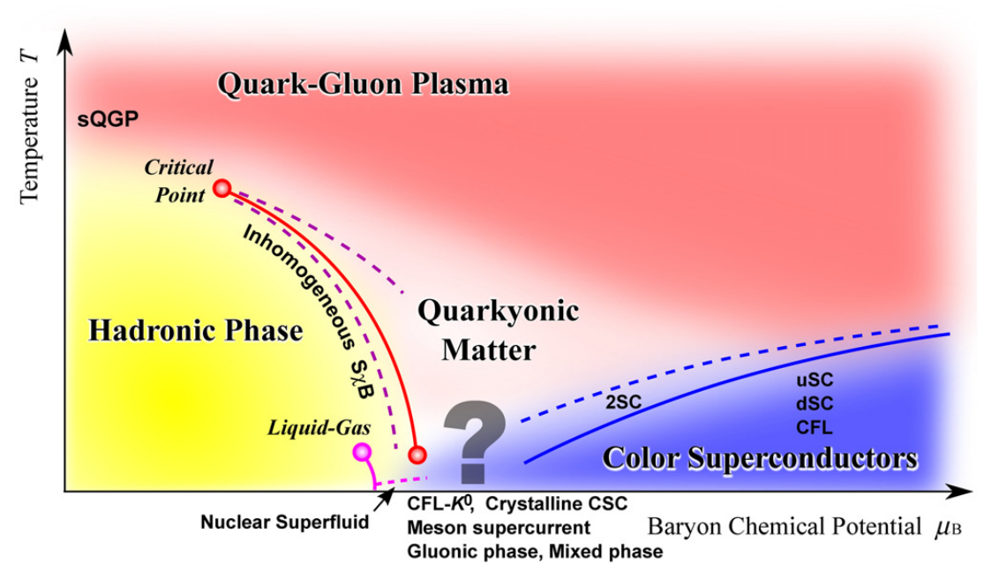 Temperature T
Quark-Gluon Plasma
sQGP
Critical
Point
Inhomogeneous SχB
Hadronic Phase
Quarkyonic
Matter
Liquid-Gas
?
2SC
uSC
dSC
CFL
Color Superconductors
Nuclear Superfluid
CFL-K⁰, Crystalline CSC
Meson supercurrent
Gluonic phase, Mixed phase
Baryon Chemical Potential μB